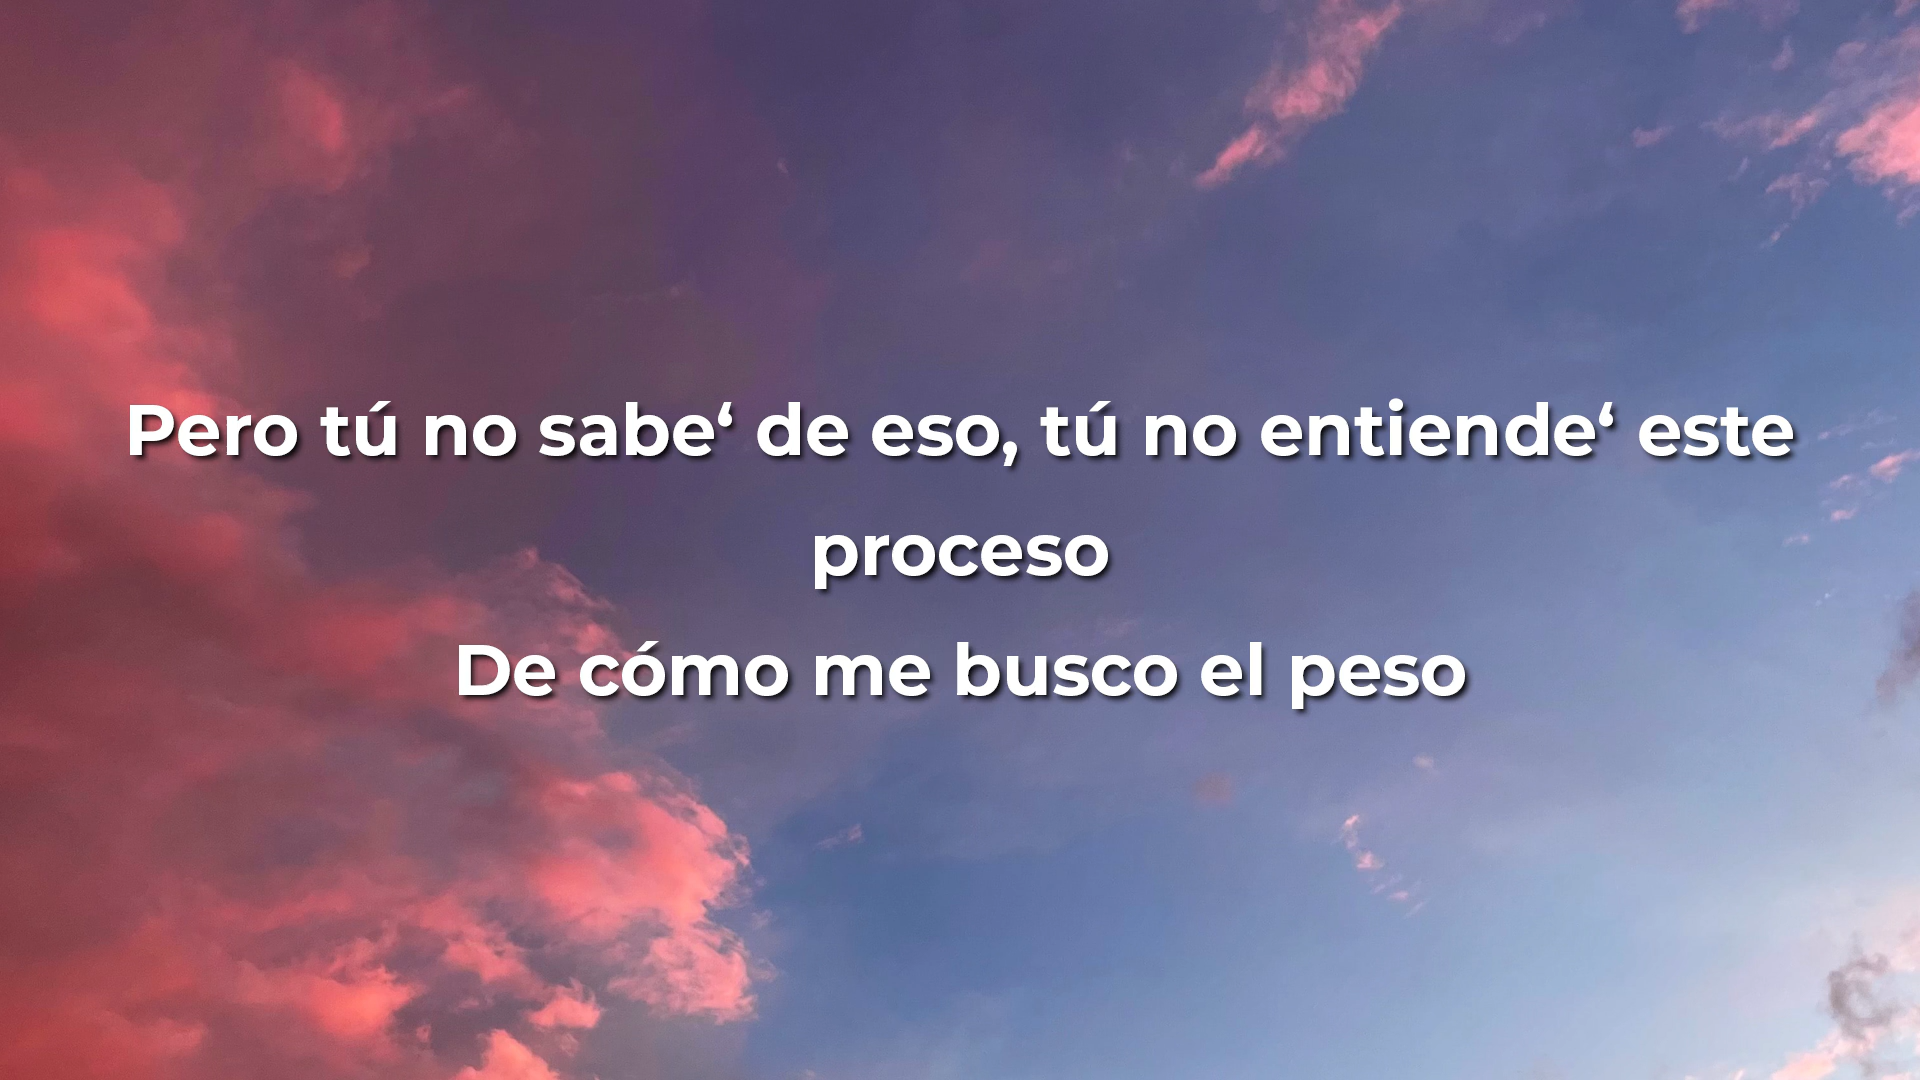 Pero tú no sabe‘ de eso, tú no entiende‘ este
proceso
De cómo me busco el peso